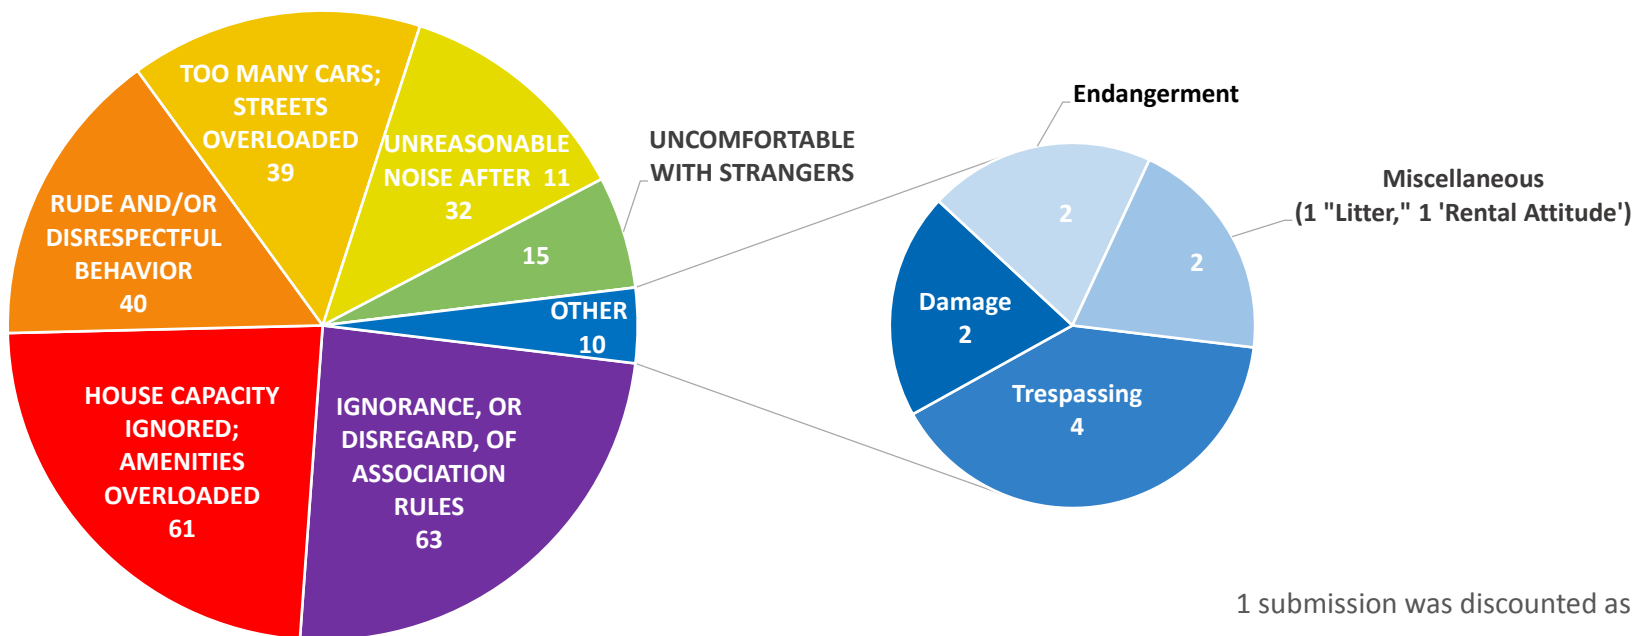 TOO MANY CARS;
STREETS
OVERLOADED
39
UNREASONABLE
NOISE AFTER  11
32
UNCOMFORTABLE
WITH STRANGERS
15
RUDE AND/OR
DISRESPECTFUL
BEHAVIOR
40
OTHER
10
HOUSE CAPACITY
IGNORED;
AMENITIES
OVERLOADED
61
IGNORANCE, OR
DISREGARD, OF
ASSOCIATION
RULES
63
Endangerment
2
Miscellaneous
(1 "Litter," 1 'Rental Attitude')
2
Damage
2
Trespassing
4
1 submission was discounted as